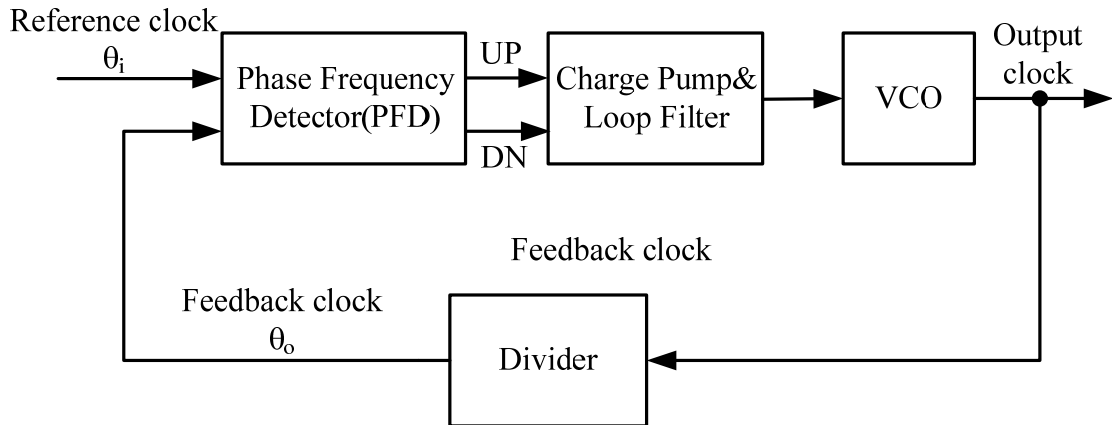 Reference clock
θi
Phase Frequency
Detector(PFD)
UP
DN
Charge Pump&
Loop Filter
VCO
Output
clock
Feedback clock
Feedback clock
θo
Divider